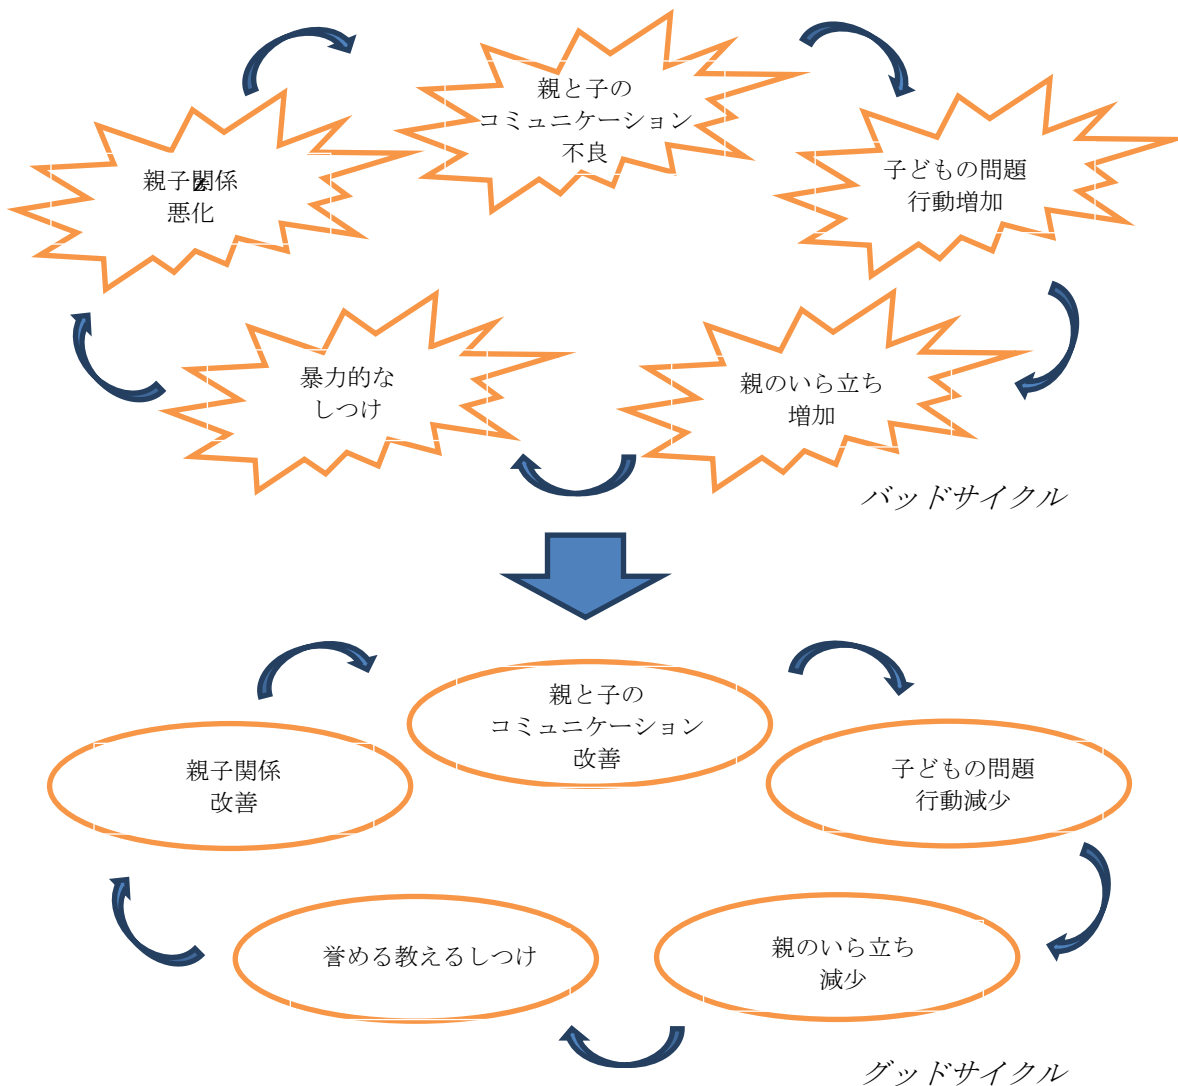 親と子の
コミュニケーション
不良
子どもの問題
行動増加
親のいら立ち
増加
暴力的な
しつけ
親子関係
悪化
バッドサイクル
親と子の
コミュニケーション
改善
子どもの問題
行動減少
親のいら立ち
減少
誉める教えるしつけ
親子関係
改善
グッドサイクル